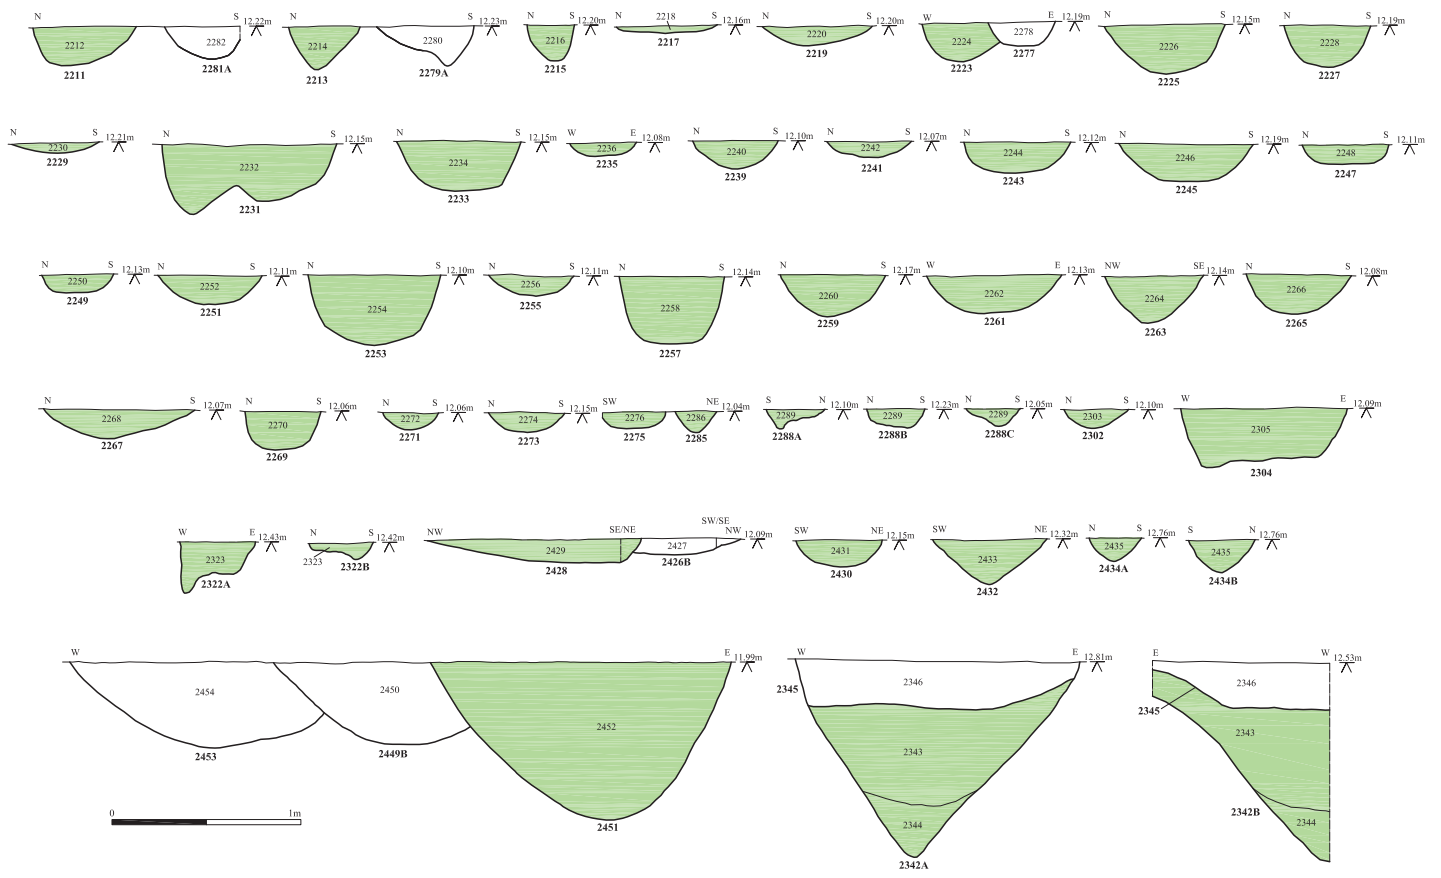 N S 12.22m N S 12.23m N S 12.20m N 2218 S 12.16m N S 12.20m W E 12.19m N S 12.15m N S 12.19m
2212 2282 2214 2280 2216 2220 2224 2278 2226 2228
2211 2281A 2213 2279A 2215 2217 2219 2223 2277 2225 2227
N S 12.21m N S 12.15m N S 12.15m W E 12.08m N S 12.10m N S 12.07m N S 12.12m N S 12.19m N S 12.11m
2230 2232 2234 2236 2240 2242 2244 2246 2248
2229 2231 2233 2235 2239 2241 2243 2245 2247
N S 12.13m N S 12.11m N S 12.10m N S 12.11m N S 12.14m N S 12.17m W E 12.13m NW SE 12.14m N S 12.08m
2250 2252 2254 2256 2258 2260 2262 2264 2266
2249 2251 2253 2255 2257 2259 2261 2263 2265
N S 12.07m N S 12.06m N S 12.06m N S 12.15m SW NE 12.04m S N 12.10m N S 12.23m N S 12.05m N S 12.10m W E 12.09m
2268 2270 2272 2274 2276 2286 2289 2289 2289 2303 2305
2267 2269 2271 2273 2275 2285 2288A 2288B 2288C 2302 2304
W E 12.43m N S 12.42m NW SE/NE SW/SE NW 12.09m SW NE 12.15m SW NE 12.32m N S 12.76m S N 12.76m
2323 2323 2429 2427 2431 2433 2435 2435
2322A 2322B 2428 2426B 2430 2432 2434A 2434B
W E 11.99m W E 12.81m E W 12.53m
2454 2450 2452 2345 2346 2345 2346
2453 2449B 2343 2343
2451 2344 2342B 2344
2342A
0 1m